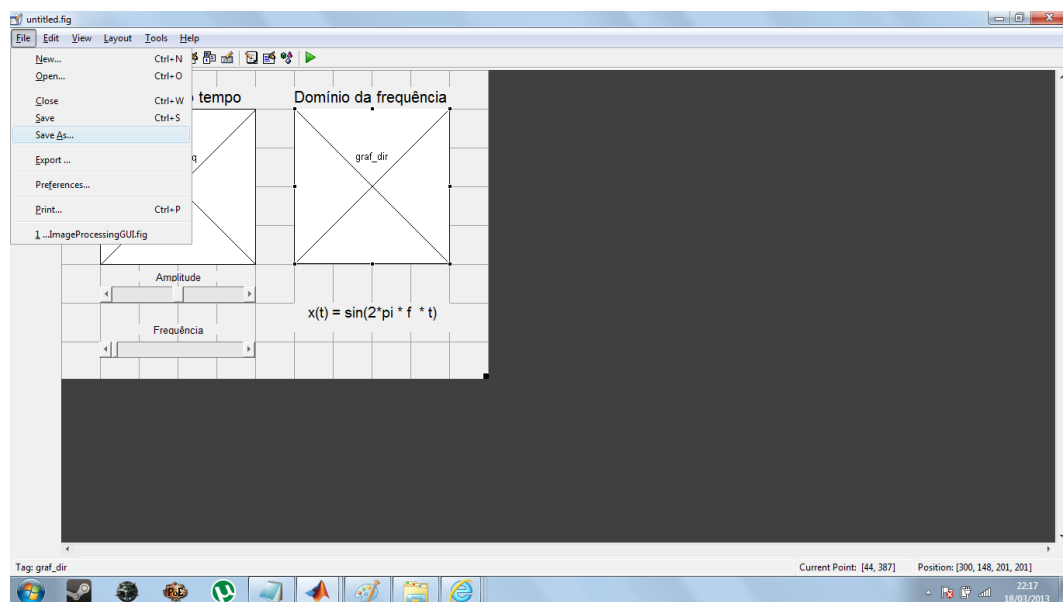 untitled.fig
File Edit View Layout Tools Help
New... Ctrl+N
Open... Ctrl+O
Close Ctrl+W
Save Ctrl+S
Save As...
Export ...
Preferences...
Print... Ctrl+P
1 ...ImageProcessingGUI.fig
tempo
Domínio da frequência
q
graf_dir
Amplitude
x(t) = sin(2*pi * f * t)
Frequência
Tag: graf_dir
Current Point: [44, 387]
Position: [300, 148, 201, 201]
PoE
22:17
18/03/2013